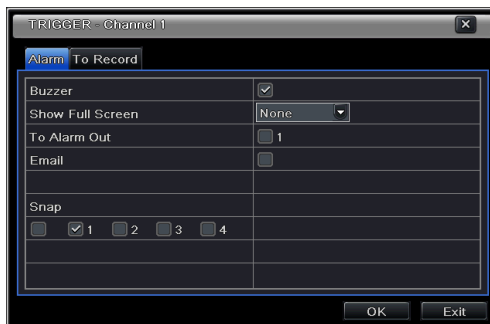 TRIGGER - Channel 1
Alarm To Record
Buzzer
Show Full Screen None
To Alarm Out 1
Email
Snap
1 2 3 4
OK Exit